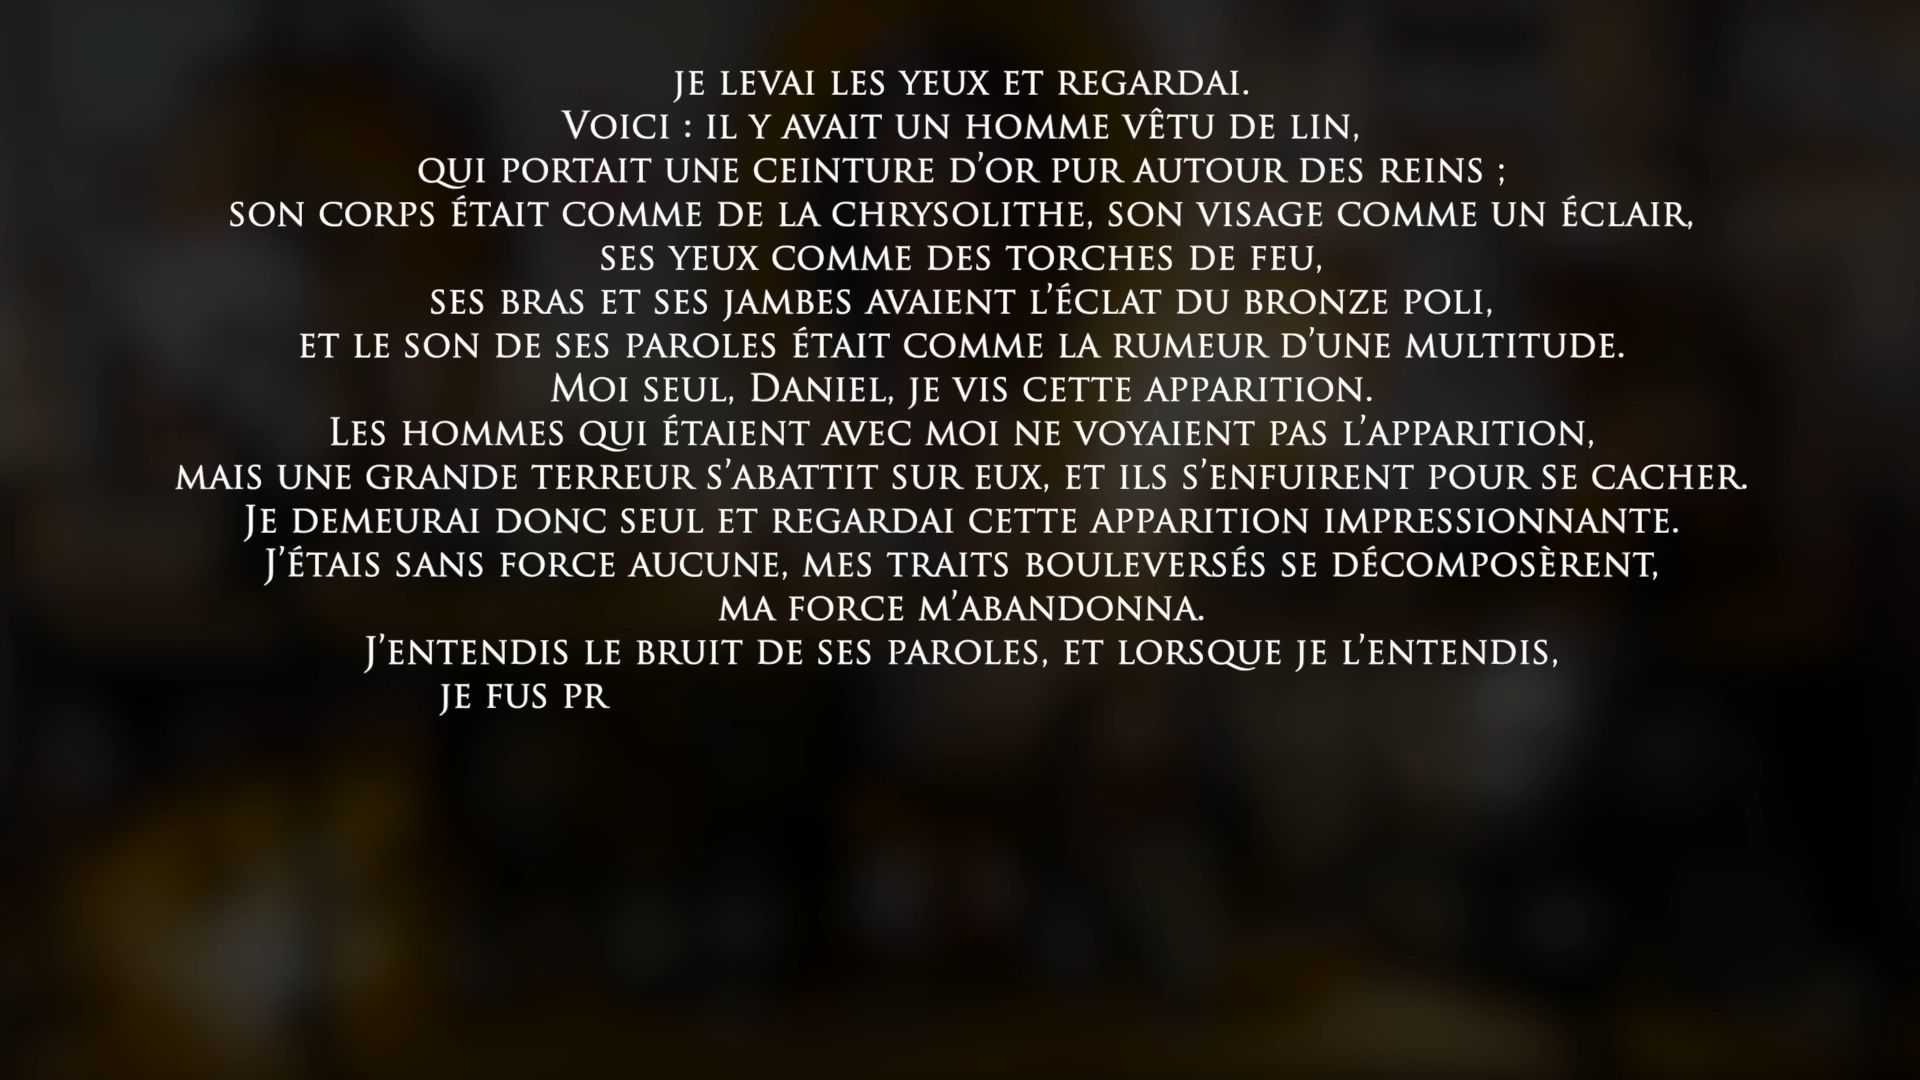 je levai les yeux et regardai.
Voici : il y avait un homme vêtu de lin,
qui portait une ceinture d’or pur autour des reins ;
son corps était comme de la chrysolithe, son visage comme un éclair,
ses yeux comme des torches de feu,
ses bras et ses jambes avaient l’éclat du bronze poli,
et le son de ses paroles était comme la rumeur d’une multitude.
Moi seul, Daniel, je vis cette apparition.
Les hommes qui étaient avec moi ne voyaient pas l’apparition,
mais une grande terreur s’abattit sur eux, et ils s’enfuirent pour se cacher.
Je demeurai donc seul et regardai cette apparition impressionnante.
J’étais sans force aucune, mes traits bouleversés se décomposèrent,
ma force m’abandonna.
J’entendis le bruit de ses paroles, et lorsque je l’entendis,
je fus pr